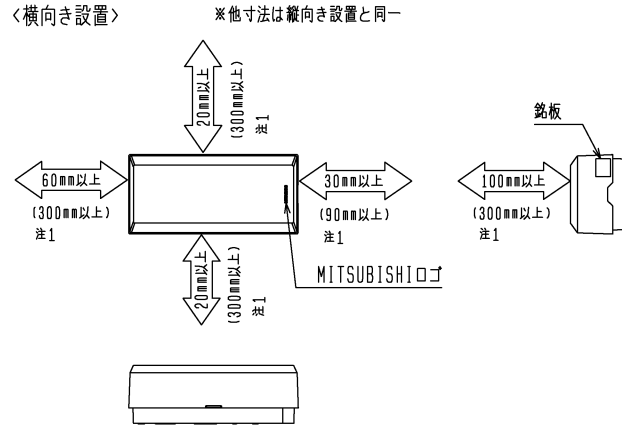 〈横向き設置〉
※他寸法は縦向き設置と同一
20mm以上
(300mm以上)
注1
銘板
60mm以上
(300mm以上)
注1
30mm以上
(90mm以上)
注1
100mm以上
(300mm以上)
注1
20mm以上
(300mm以上)
注1
MITSUBISHIロゴ